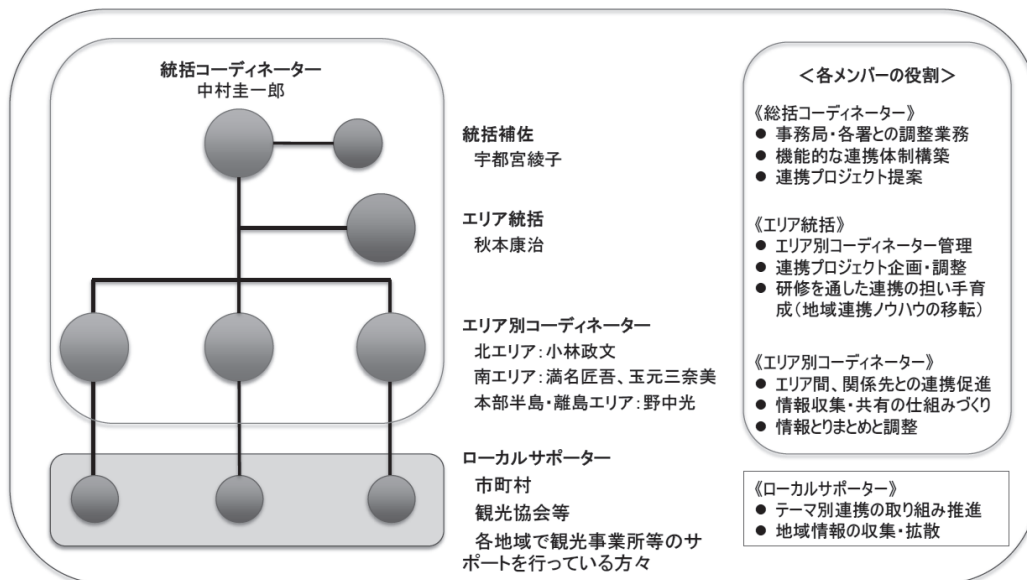 統括コーディネーター
中村圭一郎
統括補佐
宇都宮綾子
エリア統括
秋本康治
エリア別コーディネーター
北エリア：小林政文
南エリア：満名匠吾、玉元三奈美
本部半島・離島エリア：野中光
ローカルサポーター
市町村
観光協会等
各地域で観光事業所等のサ
ポートを行っている方々
＜各メンバーの役割＞
《総括コーディネーター》
● 事務局・各署との調整業務
● 機能的な連携体制構築
● 連携プロジェクト提案
《エリア統括》
● エリア別コーディネーター管理
● 連携プロジェクト企画・調整
● 研修を通した連携の担い手育
成（地域連携ノウハウの移転）
《エリア別コーディネーター》
● エリア間、関係先との連携促進
● 情報収集・共有の仕組みづくり
● 情報とりまとめと調整
《ローカルサポーター》
● テーマ別連携の取り組み推進
● 地域情報の収集・拡散